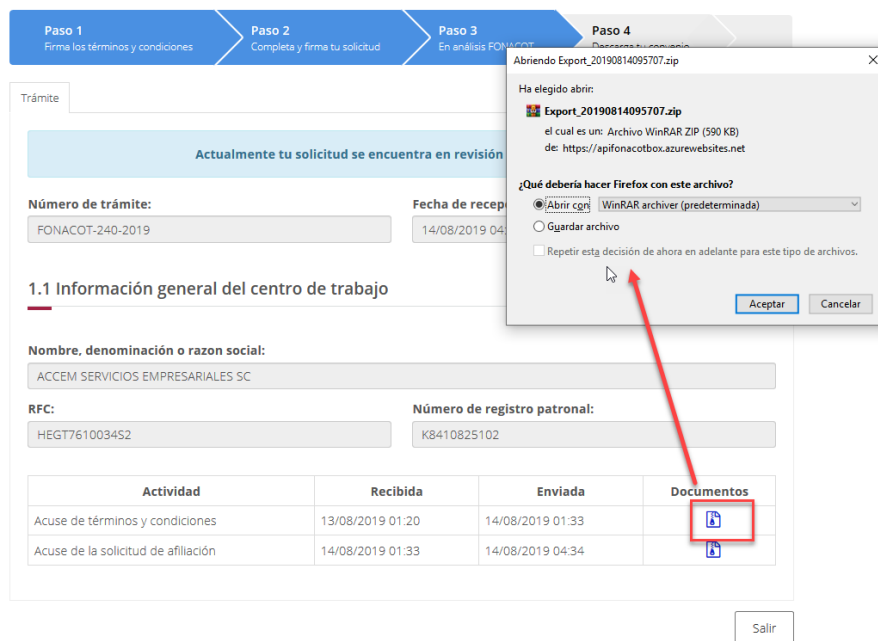 Paso 1
Firma los términos y condiciones
Paso 2
Completa y firma tu solicitud
Paso 3
En análisis FONACOT
Paso 4
Descarga tu convenio
Abriendo Export_20190814095707.zip
Ha elegido abrir:
Export_20190814095707.zip
el cual es un: Archivo WinRAR ZIP (590 KB)
de: https://apifonacotbox.azurewebsites.net
¿Qué debería hacer Firefox con este archivo?
Abrir con WinRAR archiver (predeterminada)
Guardar archivo
Repetir esta decisión de ahora en adelante para este tipo de archivos.
Aceptar Cancelar
Trámite
Actualmente tu solicitud se encuentra en revisión
Número de trámite: Fecha de recep
FONACOT-240-2019 14/08/2019 04:
1.1 Información general del centro de trabajo
Nombre, denominación o razon social:
ACCEM SERVICIOS EMPRESARIALES SC
RFC: Número de registro patronal:
HEGT7610034S2 K8410825102
Actividad Recibida Enviada Documentos
Acuse de términos y condiciones 13/08/2019 01:20 14/08/2019 01:33
Acuse de la solicitud de afiliación 14/08/2019 01:33 14/08/2019 04:34
Salir